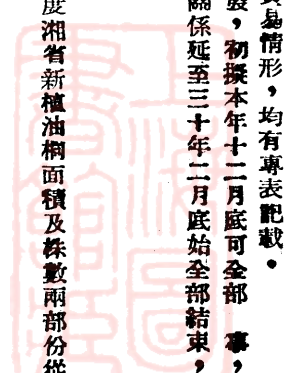 易情形，均有專表記載。
，初擬本年十二月底可全部　，
關係延至三十年二月底始全部結束，
度湘省新植油桐面積及株數兩部份從